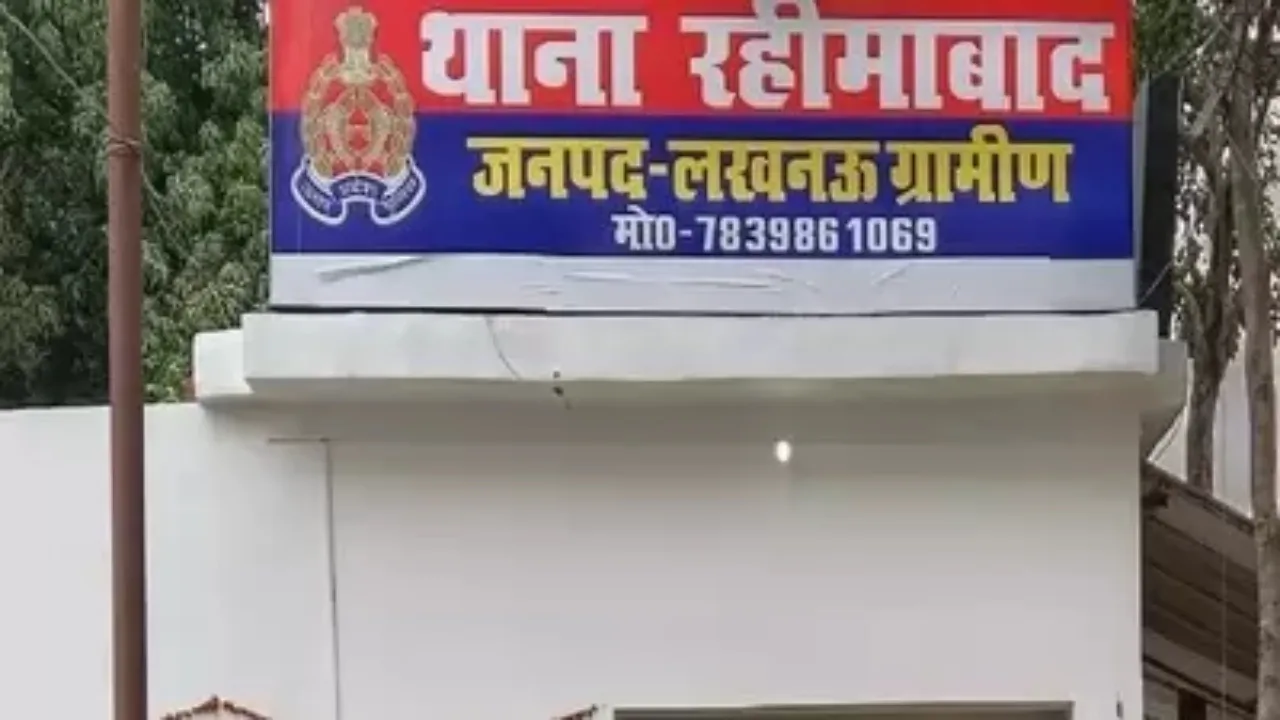 थाना रहीमाबाद
जनपद-लखनऊ ग्रामीण
मो0-7839861069